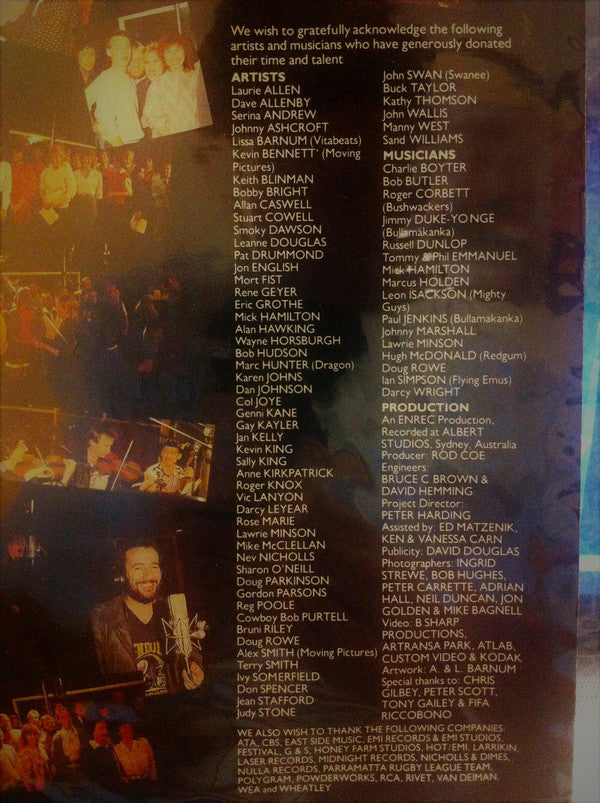 We wish to gratefully acknowledge the following
artists and musicians who have generously donated
their time and talent
ARTISTS
Laurie ALLEN
Dave ALLENBY
Serina ANDREW
Johnny ASHCROFT
Lissa BARNUM (Vitabeats)
Kevin BENNETT' (Moving
Pictures)
Keith BLINMAN
Bobby BRIGHT
Allan CASWELL
Stuart COWELL
Smoky DAWSON
Leanne DOUGLAS
Pat DRUMMOND
Jon ENGLISH
Mort FIST
Rene GEYER
Eric GROTHE
Mick HAMILTON
Alan HAWKING
Wayne HORSBURGH
Bob HUDSON
Marc HUNTER (Dragon)
Karen JOHNS
Dan JOHNSON
Col JOYE
Genni KANE
Gay KAYLER
Jan KELLY
Kevin KING
Sally KING
Anne KIRKPATRICK
Roger KNOX
Vic LANYON
Darcy LEYEAR
Rose MARIE
Lawrie MINSON
Mike McCLELLAN
Nev NICHOLLS
Sharon O'NEILL
Doug PARKINSON
Gordon PARSONS
Reg POOLE
Cowboy Bob PURTELL
Bruni RILEY
Doug ROWE
Alex SMITH (Moving Pictures)
Terry SMITH
Ivy SOMERFIELD
Don SPENCER
Jean STAFFORD
Judy STONE
John SWAN (Swanee)
Buck TAYLOR
Kathy THOMSON
John WALLIS
Manny WEST
Sand WILLIAMS
MUSICIANS
Charlie BOYTER
Bob BUTLER
Roger CORBETT
(Bushwackers)
Jimmy DUKE-YONGE
(Bullamakanka)
Russell DUNLOP
Tommy & Phil EMMANUEL
Mick HAMILTON
Marcus HOLDEN
Leon ISACKSON (Mighty
Guys)
Paul JENKINS (Bullamakanka)
Johnny MARSHALL
Lawrie MINSON
Hugh McDONALD (Redgum)
Doug ROWE
Ian SIMPSON (Flying Emus)
Darcy WRIGHT
PRODUCTION
An ENREC Production,
Recorded at ALBERT
STUDIOS, Sydney, Australia
Producer: ROD COE
Engineers:
BRUCE C BROWN &
DAVID HEMMING
Project Director:
PETER HARDING
Assisted by: ED MATZENIK,
KEN & VANESSA CARN
Publicity: DAVID DOUGLAS
Photographers: INGRID
STREWE, BOB HUGHES,
PETER CARRETTE, ADRIAN
HALL, NEIL DUNCAN, JON
GOLDEN & MIKE BAGNELL
Video: B SHARP
PRODUCTIONS,
ARTRANSA PARK, ATLAB,
CUSTOM VIDEO & KODAK
Artwork: A. & L. BARNUM
Special thanks to: CHRIS
GILBEY, PETER SCOTT,
TONY GAILEY & FIFA
RICCOBONO
WE ALSO WISH TO THANK THE FOLLOWING COMPANIES:
ATA, CBS, EAST SIDE MUSIC, EMI RECORDS & EMI STUDIOS,
FESTIVAL, G & S, HONEY FARM STUDIOS, HOT, EMI, LARRIKIN,
LASER RECORDS, MIDNIGHT RECORDS, NICHOLLS & DIMES,
NULLA RECORDS, PARRAMATTA RUGBY LEAGUE TEAM,
POLYGRAM, POWDERWORKS, RCA, RIVET, VAN DEIMAN,
WEA and WHEATLEY